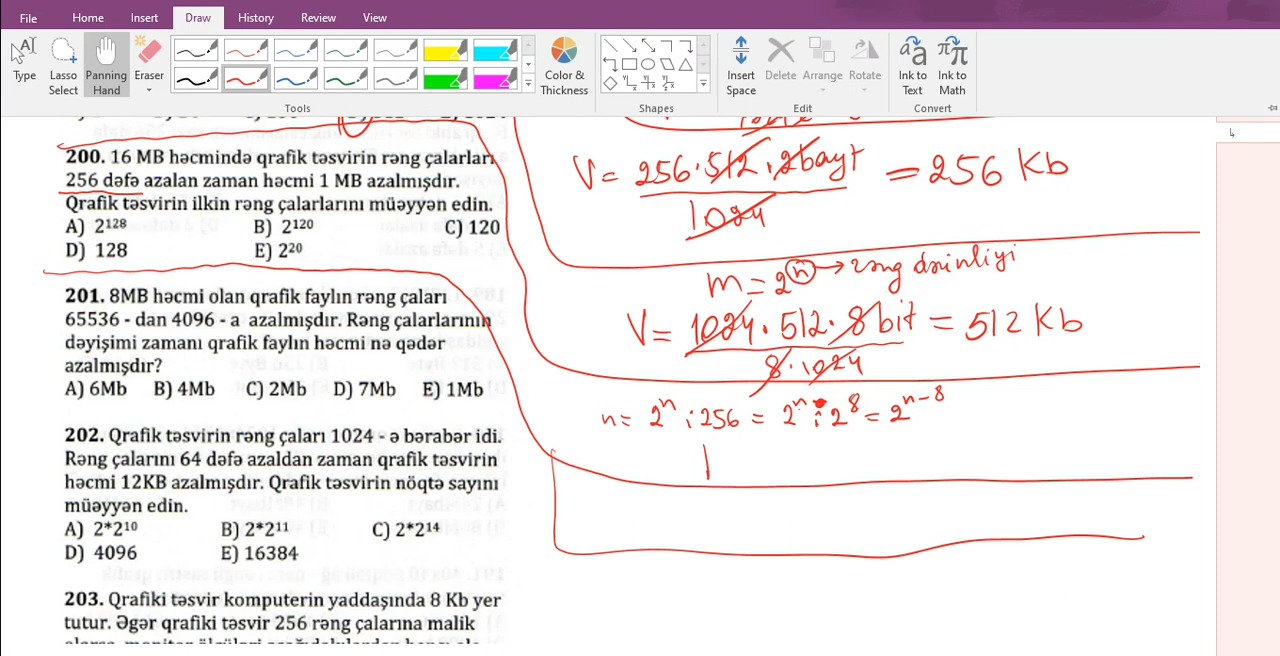 File Home Insert Draw History Review View
Type Lasso Select Panning Hand Eraser Color & Thickness Insert Space Delete Arrange Rotate Ink to Text Ink to Math
Tools Shapes Edit Convert
200. 16 MB həcmində qrafik təsvirin rəng çalarları
256 dəfə azalan zaman həcmi 1 MB azalmışdır.
Qrafik təsvirin ilkin rəng çalarlarını müəyyən edin.
A) 2¹²⁸ B) 2¹²⁰ C) 120
D) 128 E) 2²⁰
201. 8MB həcmi olan qrafik faylın rəng çaları
65536 - dan 4096 - a azalmışdır. Rəng çalarlarının
dəyişimi zamanı qrafik faylın həcmi nə qədər
azalmışdır?
A) 6Mb B) 4Mb C) 2Mb D) 7Mb E) 1Mb
202. Qrafik təsvirin rəng çaları 1024 - ə bərabər idi.
Rəng çalarını 64 dəfə azaldan zaman qrafik təsvirin
həcmi 12KB azalmışdır. Qrafik təsvirin nöqtə sayını
müəyyən edin.
A) 2*2¹⁰ B) 2*2¹¹ C) 2*2¹⁴
D) 4096 E) 16384
203. Qrafiki təsvir komputerin yaddaşında 8 Kb yer
tutur. Əgər qrafiki təsvir 256 rəng çalarına malik
V = 256 · 512 · 2bayt = 256 Kb
1024
m = 2ⁿ → rəng dərinliyi
V = 1024 · 512 · 8 bit = 512 Kb
8 · 1024
n = 2ⁿ : 256 = 2ⁿ : 2⁸ = 2ⁿ⁻⁸